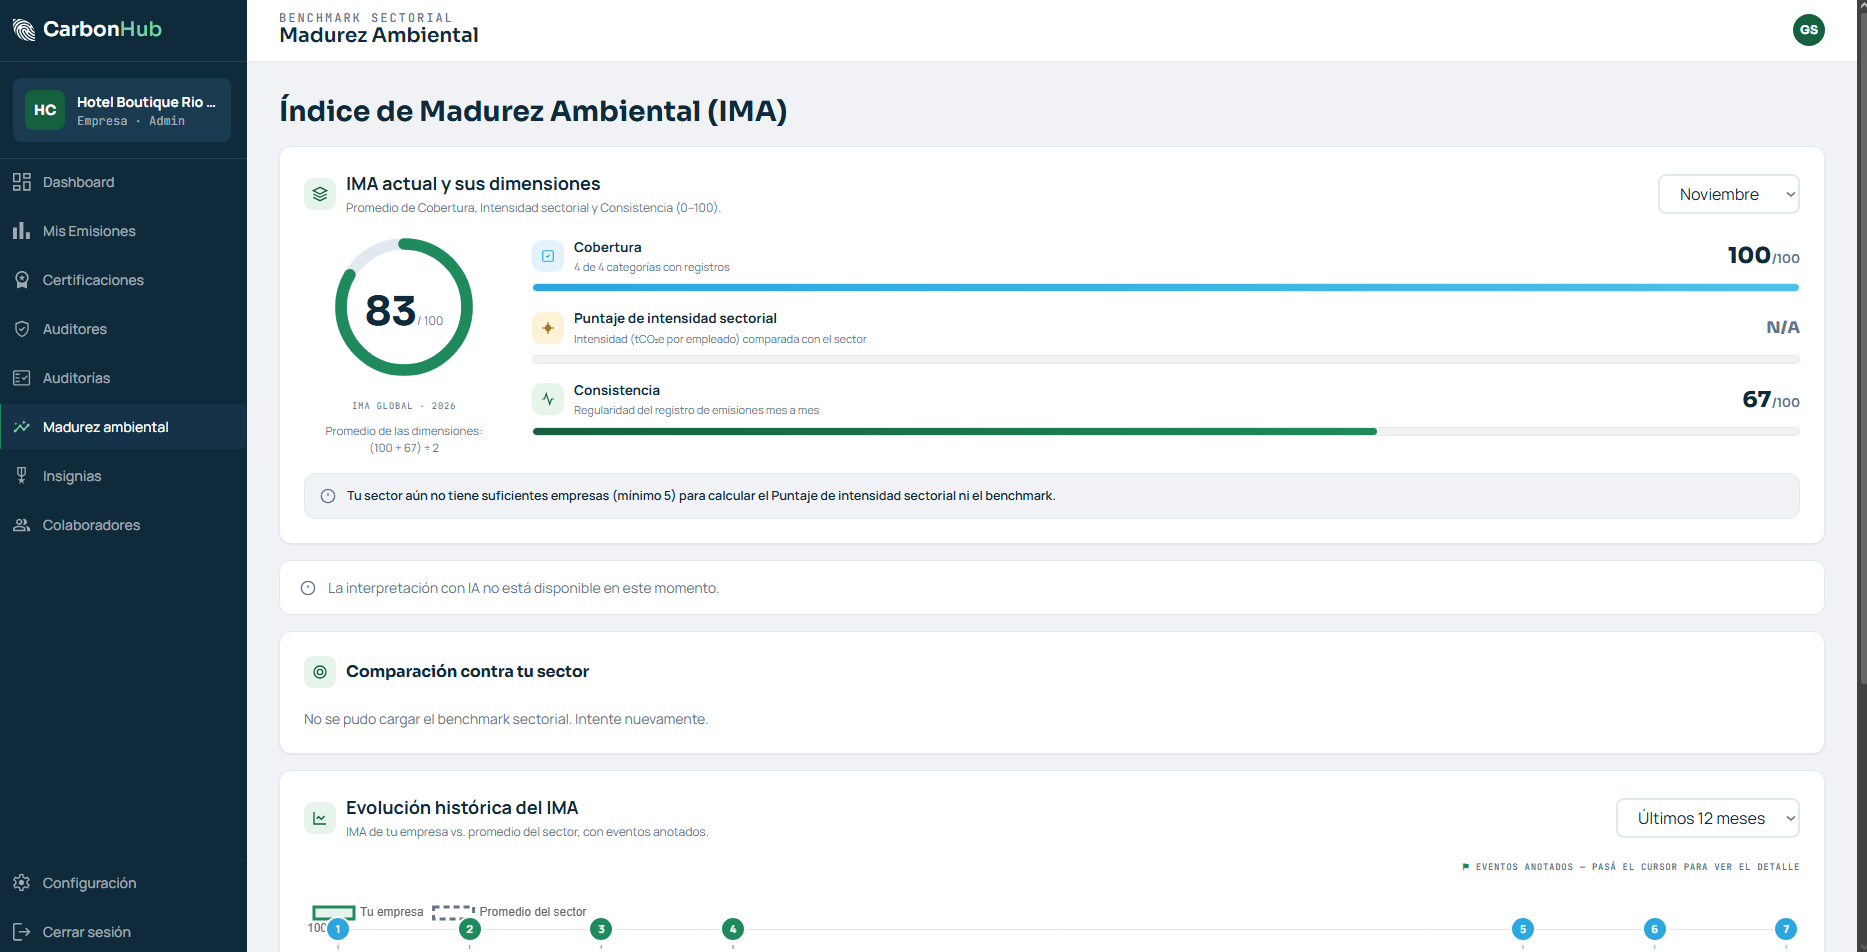 CarbonHub
HC
Hotel Boutique Rio ...
Empresa · Admin
Dashboard
Mis Emisiones
Certificaciones
Auditores
Auditorías
Madurez ambiental
Insignias
Colaboradores
Configuración
Cerrar sesión
BENCHMARK SECTORIAL
Madurez Ambiental
GS
Índice de Madurez Ambiental (IMA)
IMA actual y sus dimensiones
Promedio de Cobertura, Intensidad sectorial y Consistencia (0–100).
Noviembre
83 / 100
IMA GLOBAL · 2026
Promedio de las dimensiones:
(100 + 67) ÷ 2
Cobertura
4 de 4 categorías con registros
100/100
Puntaje de intensidad sectorial
Intensidad (tCO₂e por empleado) comparada con el sector
N/A
Consistencia
Regularidad del registro de emisiones mes a mes
67/100
Tu sector aún no tiene suficientes empresas (mínimo 5) para calcular el Puntaje de intensidad sectorial ni el benchmark.
La interpretación con IA no está disponible en este momento.
Comparación contra tu sector
No se pudo cargar el benchmark sectorial. Intente nuevamente.
Evolución histórica del IMA
IMA de tu empresa vs. promedio del sector, con eventos anotados.
Últimos 12 meses
EVENTOS ANOTADOS — PASÁ EL CURSOR PARA VER EL DETALLE
Tu empresa
Promedio del sector
100
1 2 3 4 5 6 7